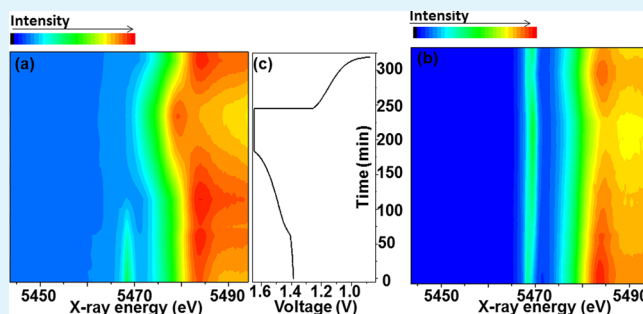 Intensity
Intensity
(a)
(c)
(b)
300
250
200
150
100
50
0
Time (min)
5450 5470 5490
1.6 1.4 1.2 1.0
5450 5470 5490
X-ray energy (eV)
Voltage (V)
X-ray energy (eV)